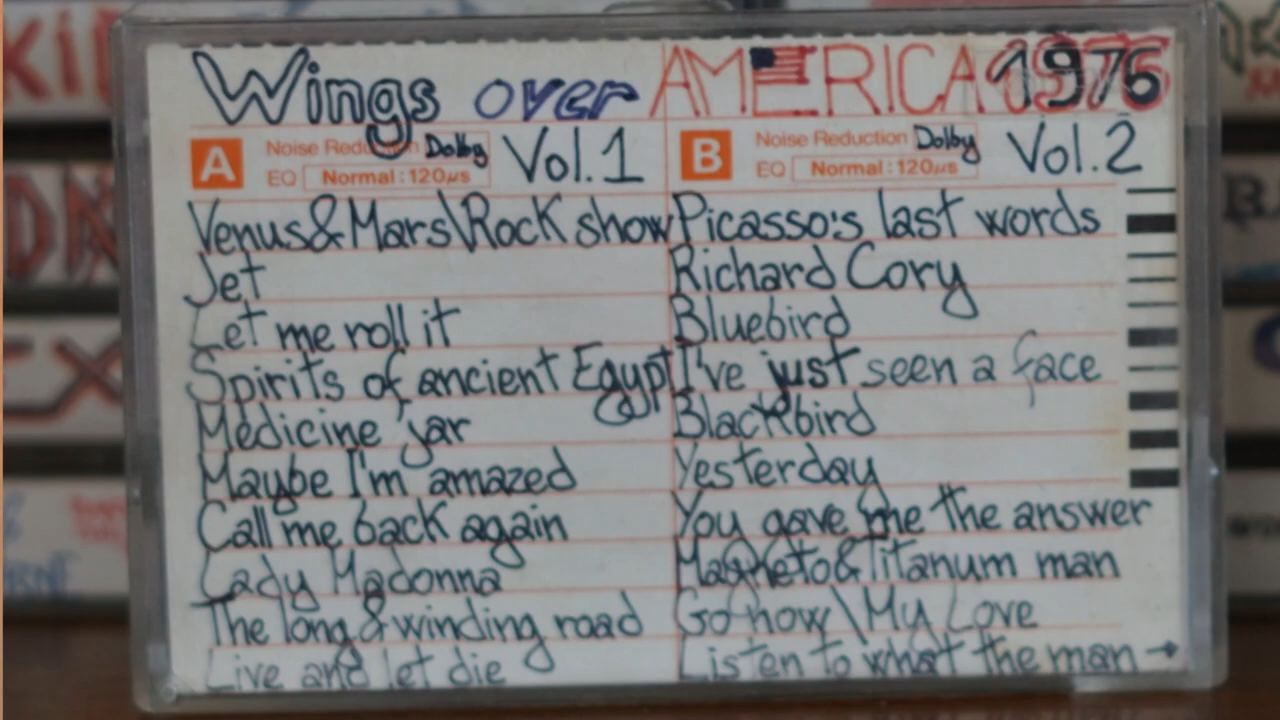 Wings over AMERICA 1976
A Noise Reduction Dolby Vol.1
EQ Normal : 120µs
B Noise Reduction Dolby Vol.2
EQ Normal : 120µs
Venus&Mars\Rock show
Jet
Let me roll it
Spirits of ancient Egypt
Medicine jar
Maybe I'm amazed
Call me back again
Lady Madonna
The long & winding road
Live and let die
Picasso's last words
Richard Cory
Bluebird
I've just seen a face
Blackbird
Yesterday
You gave me the answer
Magneto&Titanum man
Go now\My Love
Listen to what the man →